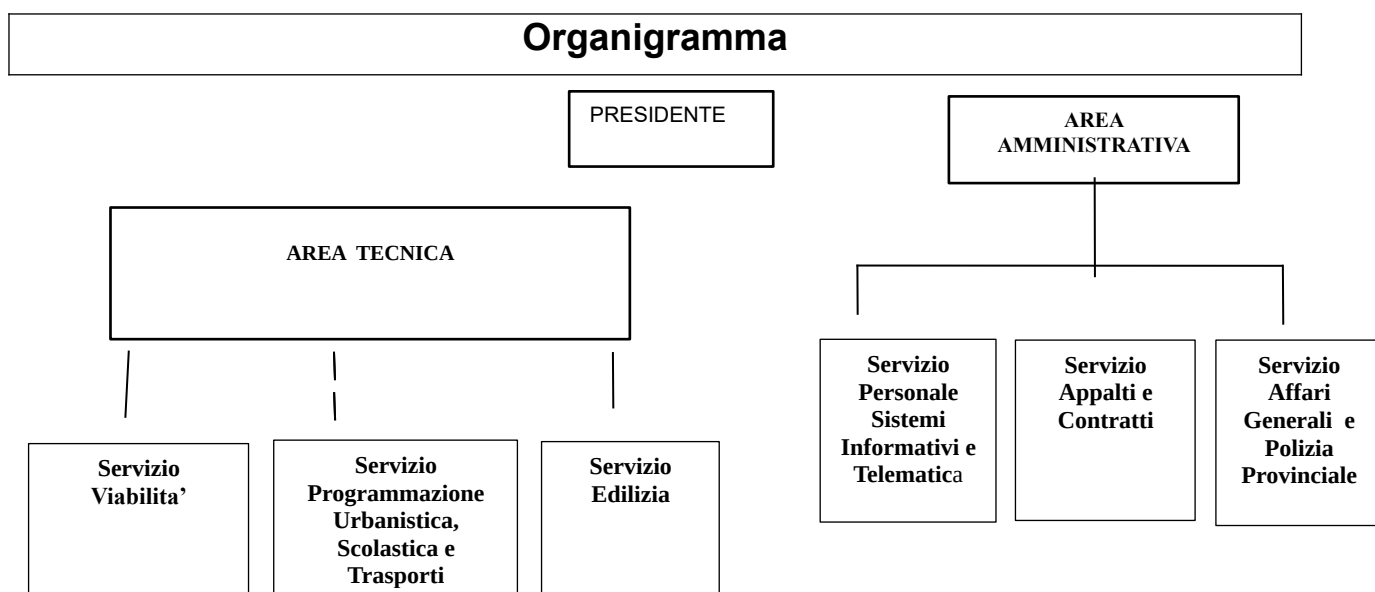 Organigramma
PRESIDENTE
AREA
AMMINISTRATIVA
AREA TECNICA
Servizio
Personale
Sistemi
Informativi e
Telematica
Servizio
Appalti e
Contratti
Servizio
Affari
Generali e
Polizia
Provinciale
Servizio
Viabilita’
Servizio
Programmazione
Urbanistica,
Scolastica e
Trasporti
Servizio
Edilizia